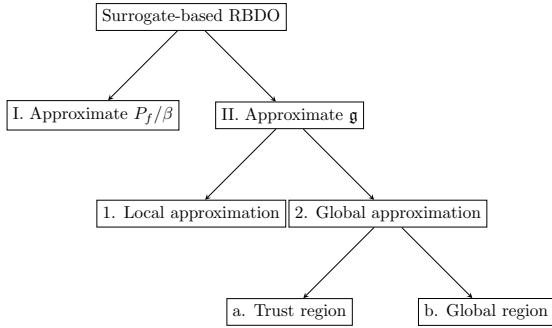 Surrogate-based RBDO
I. Approximate P_f/β
II. Approximate 𝔤
1. Local approximation
2. Global approximation
a. Trust region
b. Global region